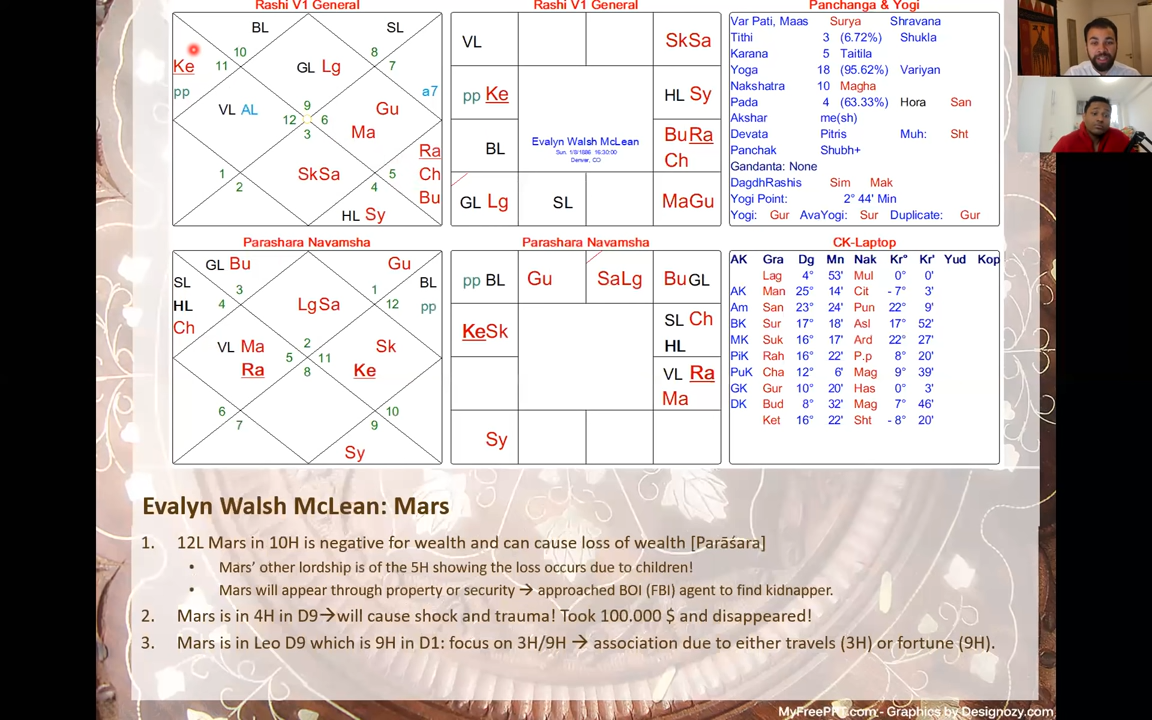 Rashi V1 General
BL
SL
Ke
11
10
8
7
GL Lg
pp
VL AL
9
12
6
3
Gu
a7
Ma
Ra
Ch
Bu
1
2
SkSa
4
5
HL Sy
Rashi V1 General
VL
SkSa
pp Ke
HL Sy
Evalyn Walsh McLean
Sun, 1/8/1886 16:30:00
Denver, CO
BL
BuRa
Ch
GL Lg
SL
MaGu
Panchanga & Yogi
Var Pati, Maas Surya Shravana
Tithi 3 (6.72%) Shukla
Karana 5 Taitila
Yoga 18 (95.62%) Variyan
Nakshatra 10 Magha
Pada 4 (63.33%) Hora San
Akshar me(sh)
Devata Pitris Muh: Sht
Panchak Shubh+
Gandanta: None
DagdhRashis Sim Mak
Yogi Point: 2° 44' Min
Yogi: Gur AvaYogi: Sur Duplicate: Gur
Parashara Navamsha
GL Bu
Gu
SL
HL
Ch
3
4
1
12
BL
pp
LgSa
VL Ma
Ra
2
5
11
8
Sk
Ke
6
7
10
9
Sy
Parashara Navamsha
pp BL
Gu
SaLg
BuGL
KeSk
SL Ch
HL
VL Ra
Ma
Sy
CK-Laptop
AK Gra Dg Mn Nak Kr° Kr' Yud Kop
Lag 4° 53' Mul 0° 0'
AK Man 25° 14' Cit - 7° 3'
Am San 23° 24' Pun 22° 9'
BK Sur 17° 18' Asl 17° 52'
MK Suk 16° 17' Ard 22° 27'
PiK Rah 16° 22' P.p 8° 20'
PuK Cha 12° 6' Mag 9° 39'
GK Gur 10° 20' Has 0° 3'
DK Bud 8° 32' Mag 7° 46'
Ket 16° 22' Sht - 8° 20'
Evalyn Walsh McLean: Mars
1. 12L Mars in 10H is negative for wealth and can cause loss of wealth [Parāśara]
• Mars’ other lordship is of the 5H showing the loss occurs due to children!
• Mars will appear through property or security → approached BOI (FBI) agent to find kidnapper.
2. Mars is in 4H in D9→will cause shock and trauma! Took 100.000 $ and disappeared!
3. Mars is in Leo D9 which is 9H in D1: focus on 3H/9H → association due to either travels (3H) or fortune (9H).
MyFreePPT.com - Graphics by Designozy.com